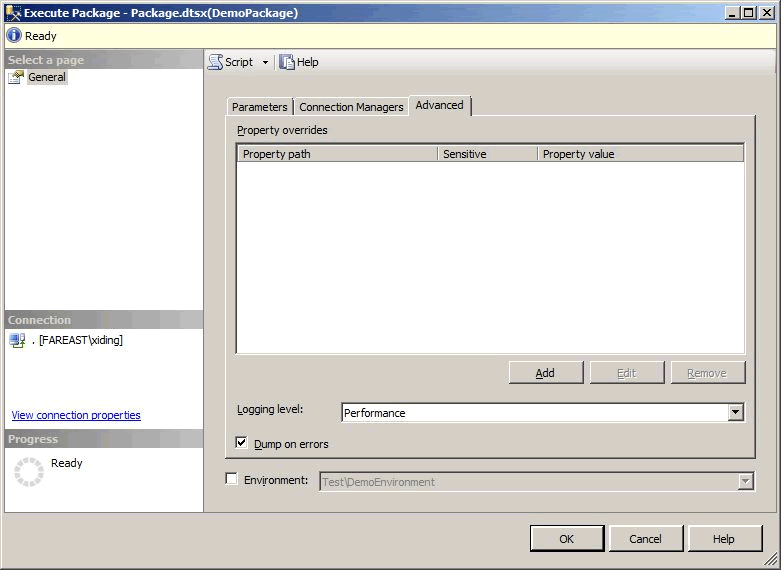 Execute Package - Package.dtsx(DemoPackage)
Ready
Select a page
General
Script
Help
Parameters
Connection Managers
Advanced
Property overrides
Property path
Sensitive
Property value
Add
Edit
Remove
Logging level:
Performance
Dump on errors
Environment:
Test\DemoEnvironment
Connection
. [FAREAST\xiding]
View connection properties
Progress
Ready
OK
Cancel
Help